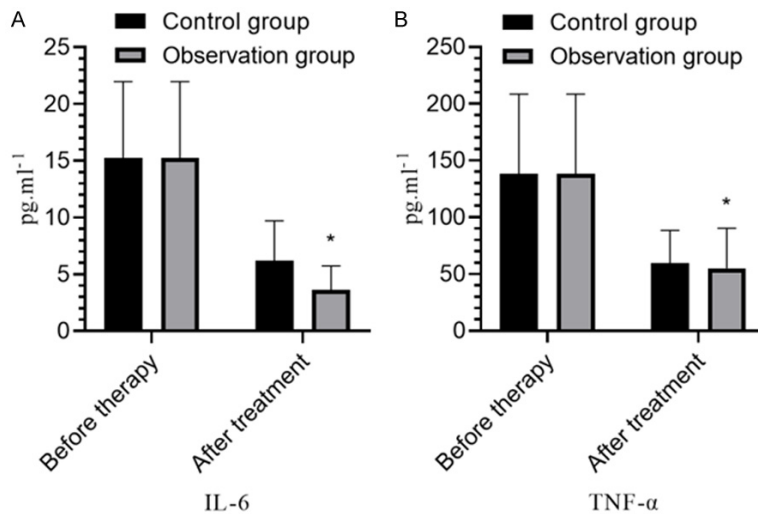 A
Control group
Observation group
25
20
15
10
5
0
pg.ml-1
*
Before therapy
After treatment
IL-6
B
Control group
Observation group
250
200
150
100
50
0
pg.ml-1
*
Before therapy
After treatment
TNF-α